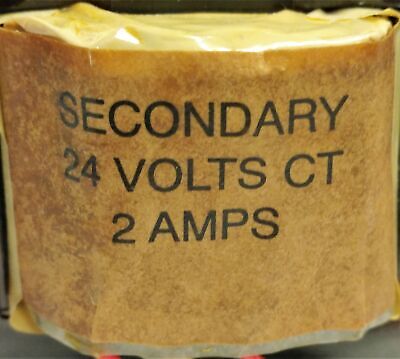 SECONDARY
24 VOLTS CT
2 AMPS